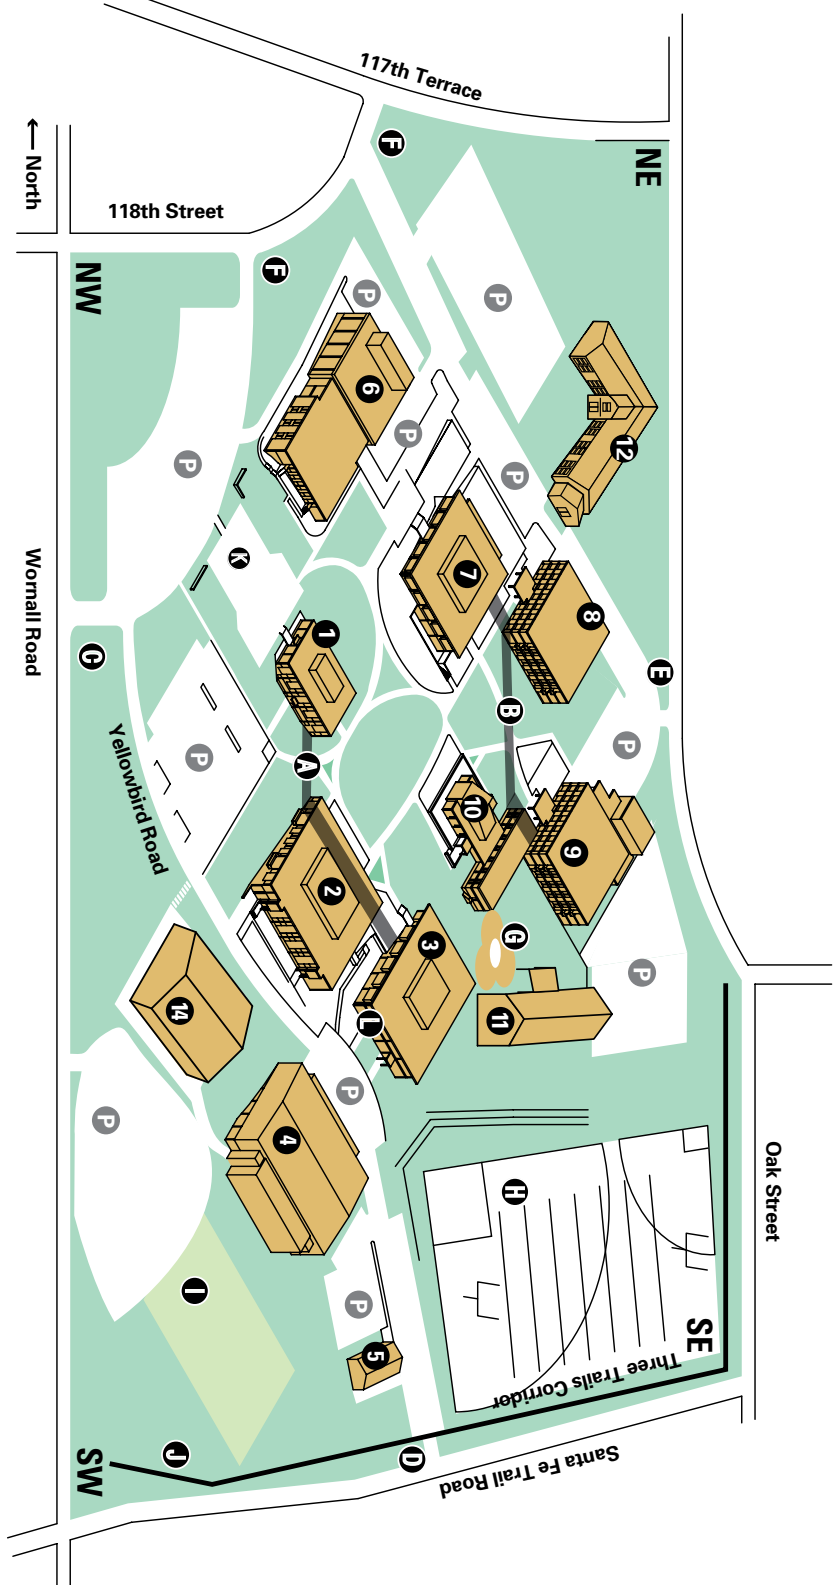 117th Terrace
NE
← North
118th Street
F
F
NW
P
P
6
P
12
P
P
K
7
8
1
C
E
Wornall Road
B
P
A
P
Yellowbird Road
10
9
2
G
3
P
14
11
L
P
P
4
H
Oak Street
I
P
5
SE
Three Trails Corridor
J
D
SW
Santa Fe Trail Road